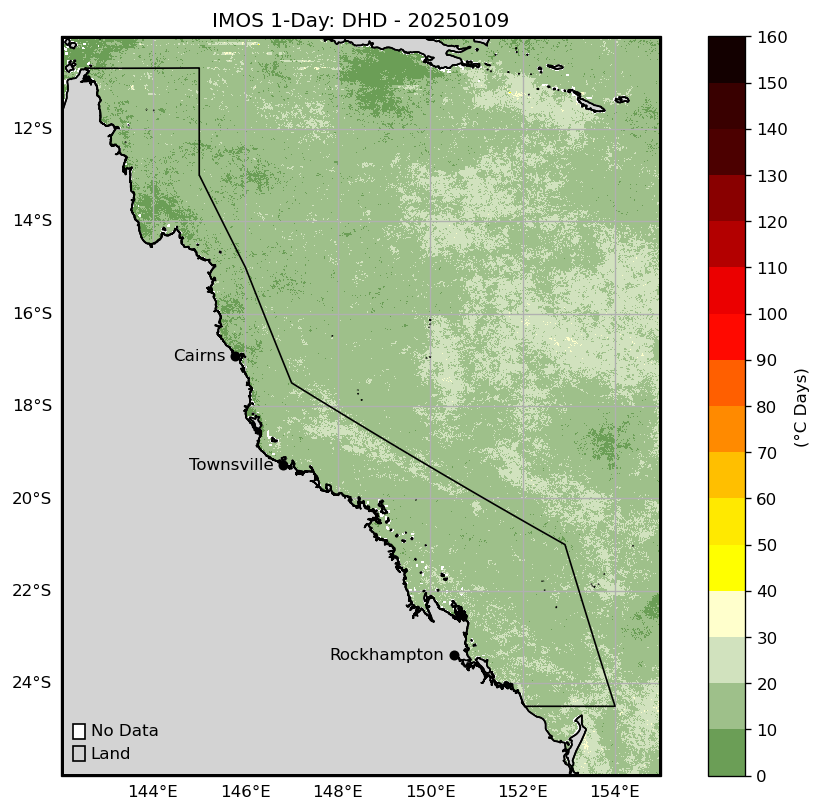 IMOS 1-Day: DHD - 20250109
12°S
14°S
16°S
18°S
20°S
22°S
24°S
Cairns
Townsville
Rockhampton
No Data
Land
144°E 146°E 148°E 150°E 152°E 154°E
160
150
140
130
120
110
100
90
80
70
60
50
40
30
20
10
0
(°C Days)